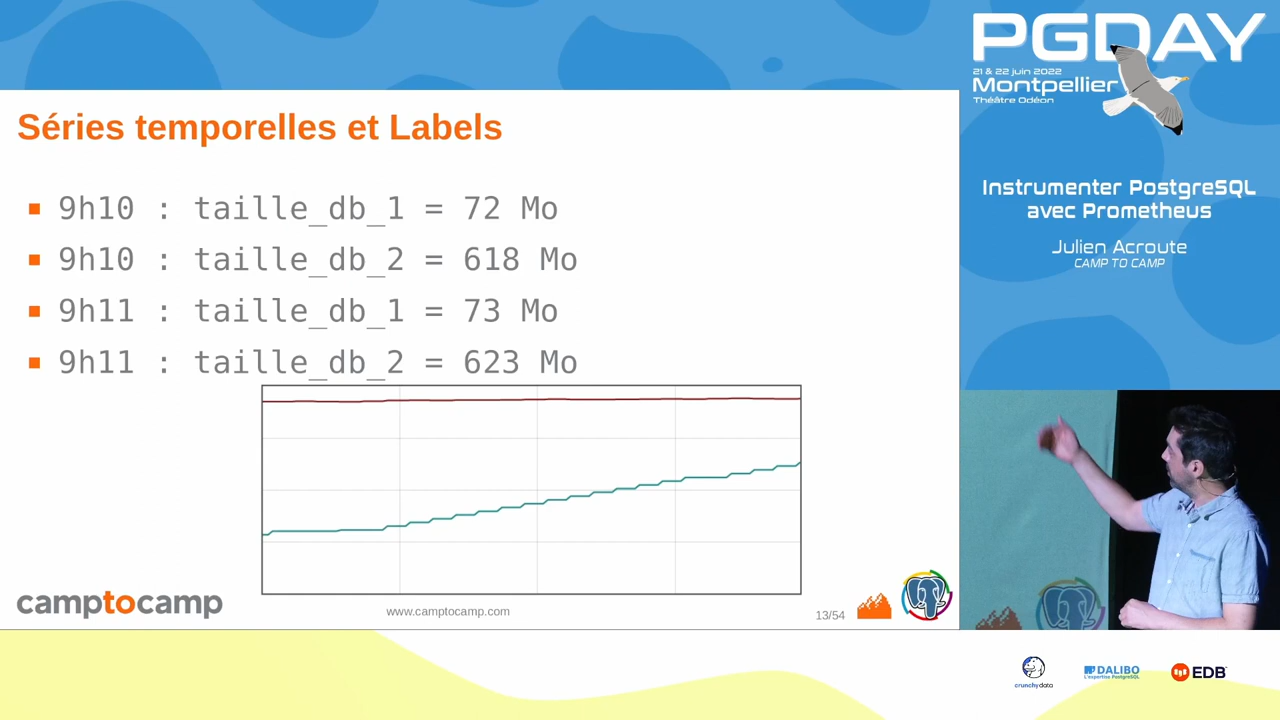 Séries temporelles et Labels
9h10 : taille_db_1 = 72 Mo
9h10 : taille_db_2 = 618 Mo
9h11 : taille_db_1 = 73 Mo
9h11 : taille_db_2 = 623 Mo
camptocamp
www.camptocamp.com
13/54
PGDAY
21 & 22 juin 2022
Montpellier
Théâtre Odéon
Instrumenter PostgreSQL
avec Prometheus
Julien Acroute
CAMP TO CAMP
crunchydata
DALIBO
L'expertise PostgreSQL
EDB